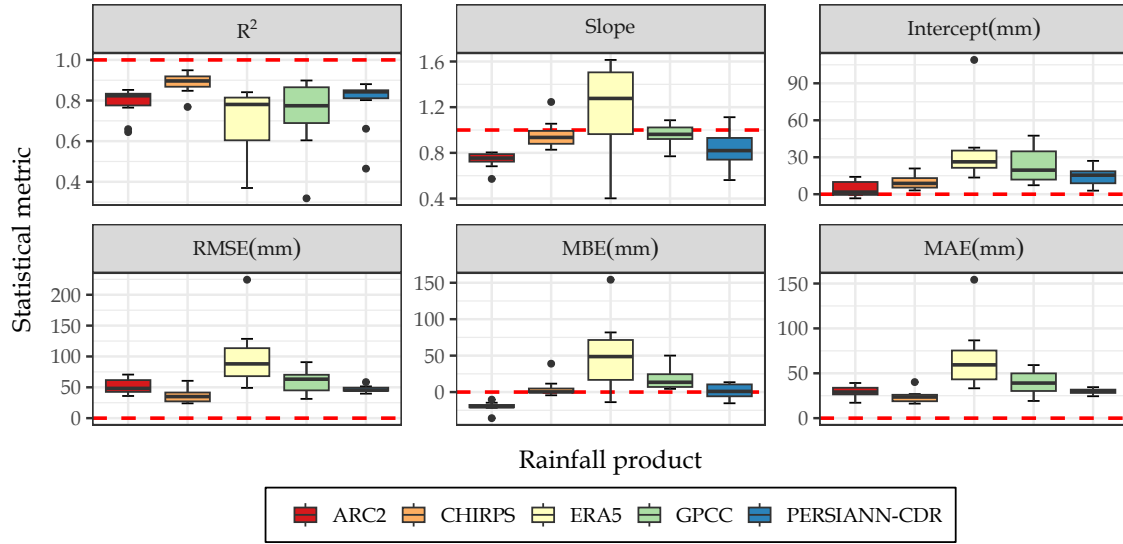 R²
Slope
Intercept(mm)
1.0
0.8
0.6
0.4
1.6
1.2
0.8
0.4
90
60
30
0
RMSE(mm)
MBE(mm)
MAE(mm)
200
150
100
50
0
150
100
50
0
150
100
50
0
Statistical metric
Rainfall product
ARC2 CHIRPS ERA5 GPCC PERSIANN-CDR